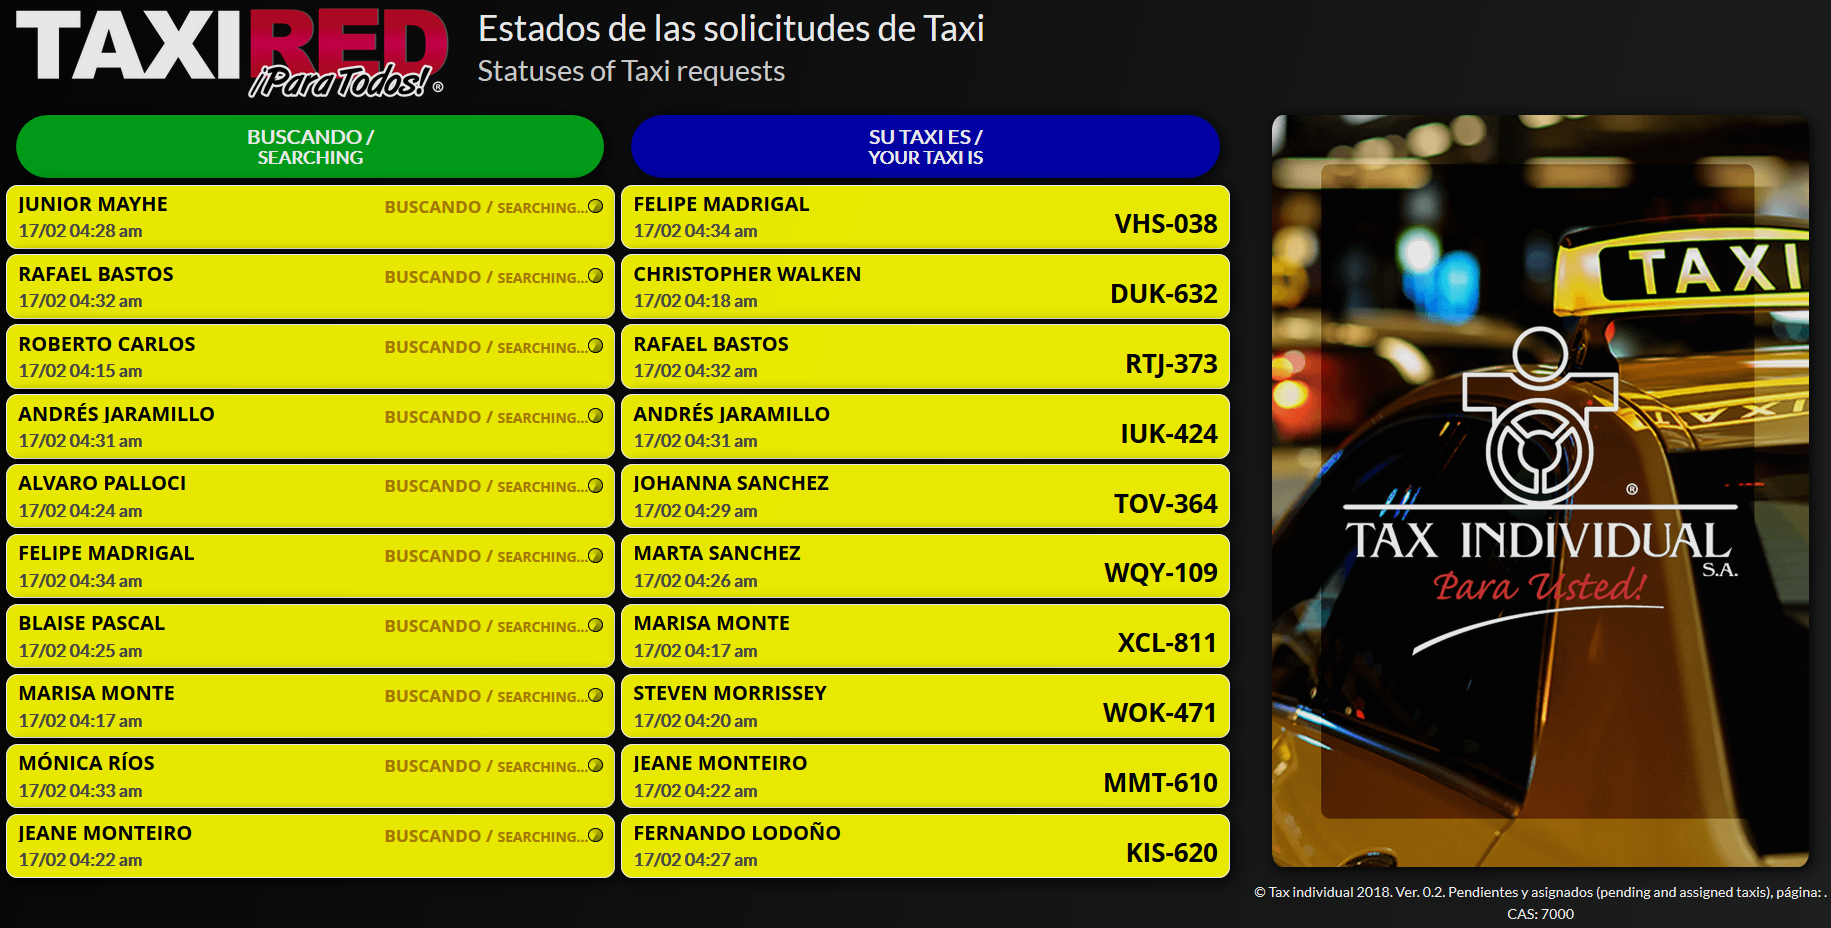 TAXIRED
¡Para Todos! ®
Estados de las solicitudes de Taxi
Statuses of Taxi requests
BUSCANDO /
SEARCHING
JUNIOR MAYHE
BUSCANDO / SEARCHING...
17/02 04:28 am
RAFAEL BASTOS
BUSCANDO / SEARCHING...
17/02 04:32 am
ROBERTO CARLOS
BUSCANDO / SEARCHING...
17/02 04:15 am
ANDRÉS JARAMILLO
BUSCANDO / SEARCHING...
17/02 04:31 am
ALVARO PALLOCI
BUSCANDO / SEARCHING...
17/02 04:24 am
FELIPE MADRIGAL
BUSCANDO / SEARCHING...
17/02 04:34 am
BLAISE PASCAL
BUSCANDO / SEARCHING...
17/02 04:25 am
MARISA MONTE
BUSCANDO / SEARCHING...
17/02 04:17 am
MÓNICA RÍOS
BUSCANDO / SEARCHING...
17/02 04:33 am
JEANE MONTEIRO
BUSCANDO / SEARCHING...
17/02 04:22 am
SU TAXI ES /
YOUR TAXI IS
FELIPE MADRIGAL
17/02 04:34 am
VHS-038
CHRISTOPHER WALKEN
17/02 04:18 am
DUK-632
RAFAEL BASTOS
17/02 04:32 am
RTJ-373
ANDRÉS JARAMILLO
17/02 04:31 am
IUK-424
JOHANNA SANCHEZ
17/02 04:29 am
TOV-364
MARTA SANCHEZ
17/02 04:26 am
WQY-109
MARISA MONTE
17/02 04:17 am
XCL-811
STEVEN MORRISSEY
17/02 04:20 am
WOK-471
JEANE MONTEIRO
17/02 04:22 am
MMT-610
FERNANDO LODOÑO
17/02 04:27 am
KIS-620
TAXI
TAXI
®
TAX INDIVIDUAL
S.A.
Para Usted!
© Tax individual 2018. Ver. 0.2. Pendientes y asignados (pending and assigned taxis), página: .
CAS: 7000